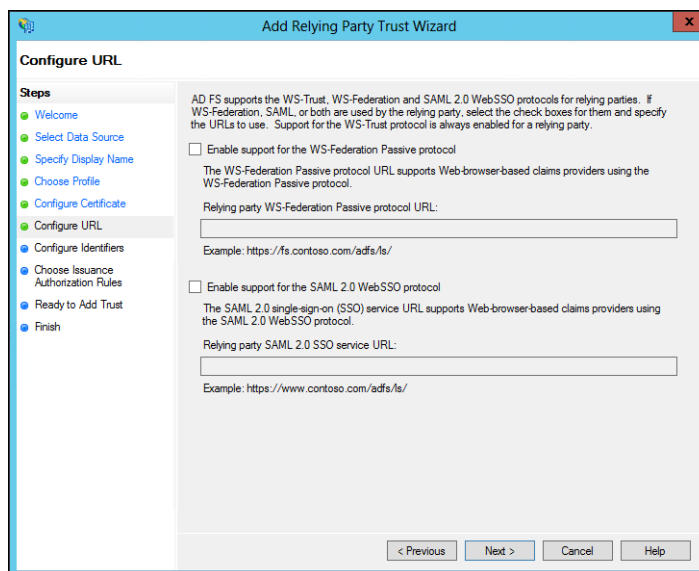 Add Relying Party Trust Wizard
x
Configure URL
Steps
Welcome
Select Data Source
Specify Display Name
Choose Profile
Configure Certificate
Configure URL
Configure Identifiers
Choose Issuance
Authorization Rules
Ready to Add Trust
Finish
AD FS supports the WS-Trust, WS-Federation and SAML 2.0 WebSSO protocols for relying parties. If
WS-Federation, SAML, or both are used by the relying party, select the check boxes for them and specify
the URLs to use. Support for the WS-Trust protocol is always enabled for a relying party.
Enable support for the WS-Federation Passive protocol
The WS-Federation Passive protocol URL supports Web-browser-based claims providers using the
WS-Federation Passive protocol.
Relying party WS-Federation Passive protocol URL:
Example: https://fs.contoso.com/adfs/ls/
Enable support for the SAML 2.0 WebSSO protocol
The SAML 2.0 single-sign-on (SSO) service URL supports Web-browser-based claims providers using
the SAML 2.0 WebSSO protocol.
Relying party SAML 2.0 SSO service URL:
Example: https://www.contoso.com/adfs/ls/
< Previous
Next >
Cancel
Help